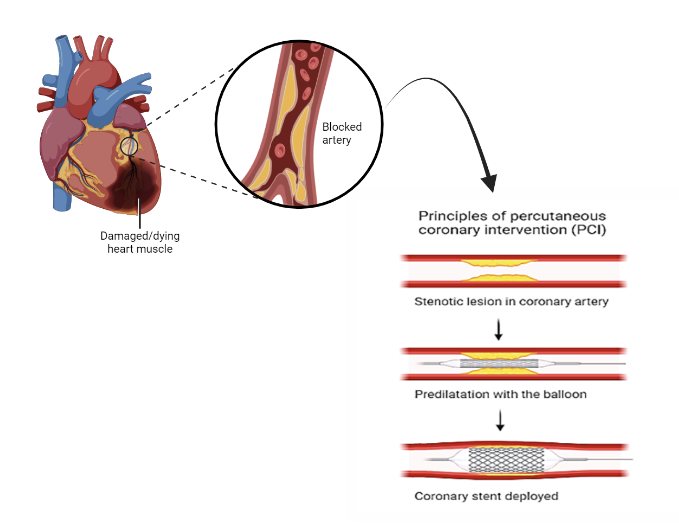 Blocked
artery
Damaged/dying
heart muscle
Principles of percutaneous
coronary intervention (PCI)
Stenotic lesion in coronary artery
Predilatation with the balloon
Coronary stent deployed